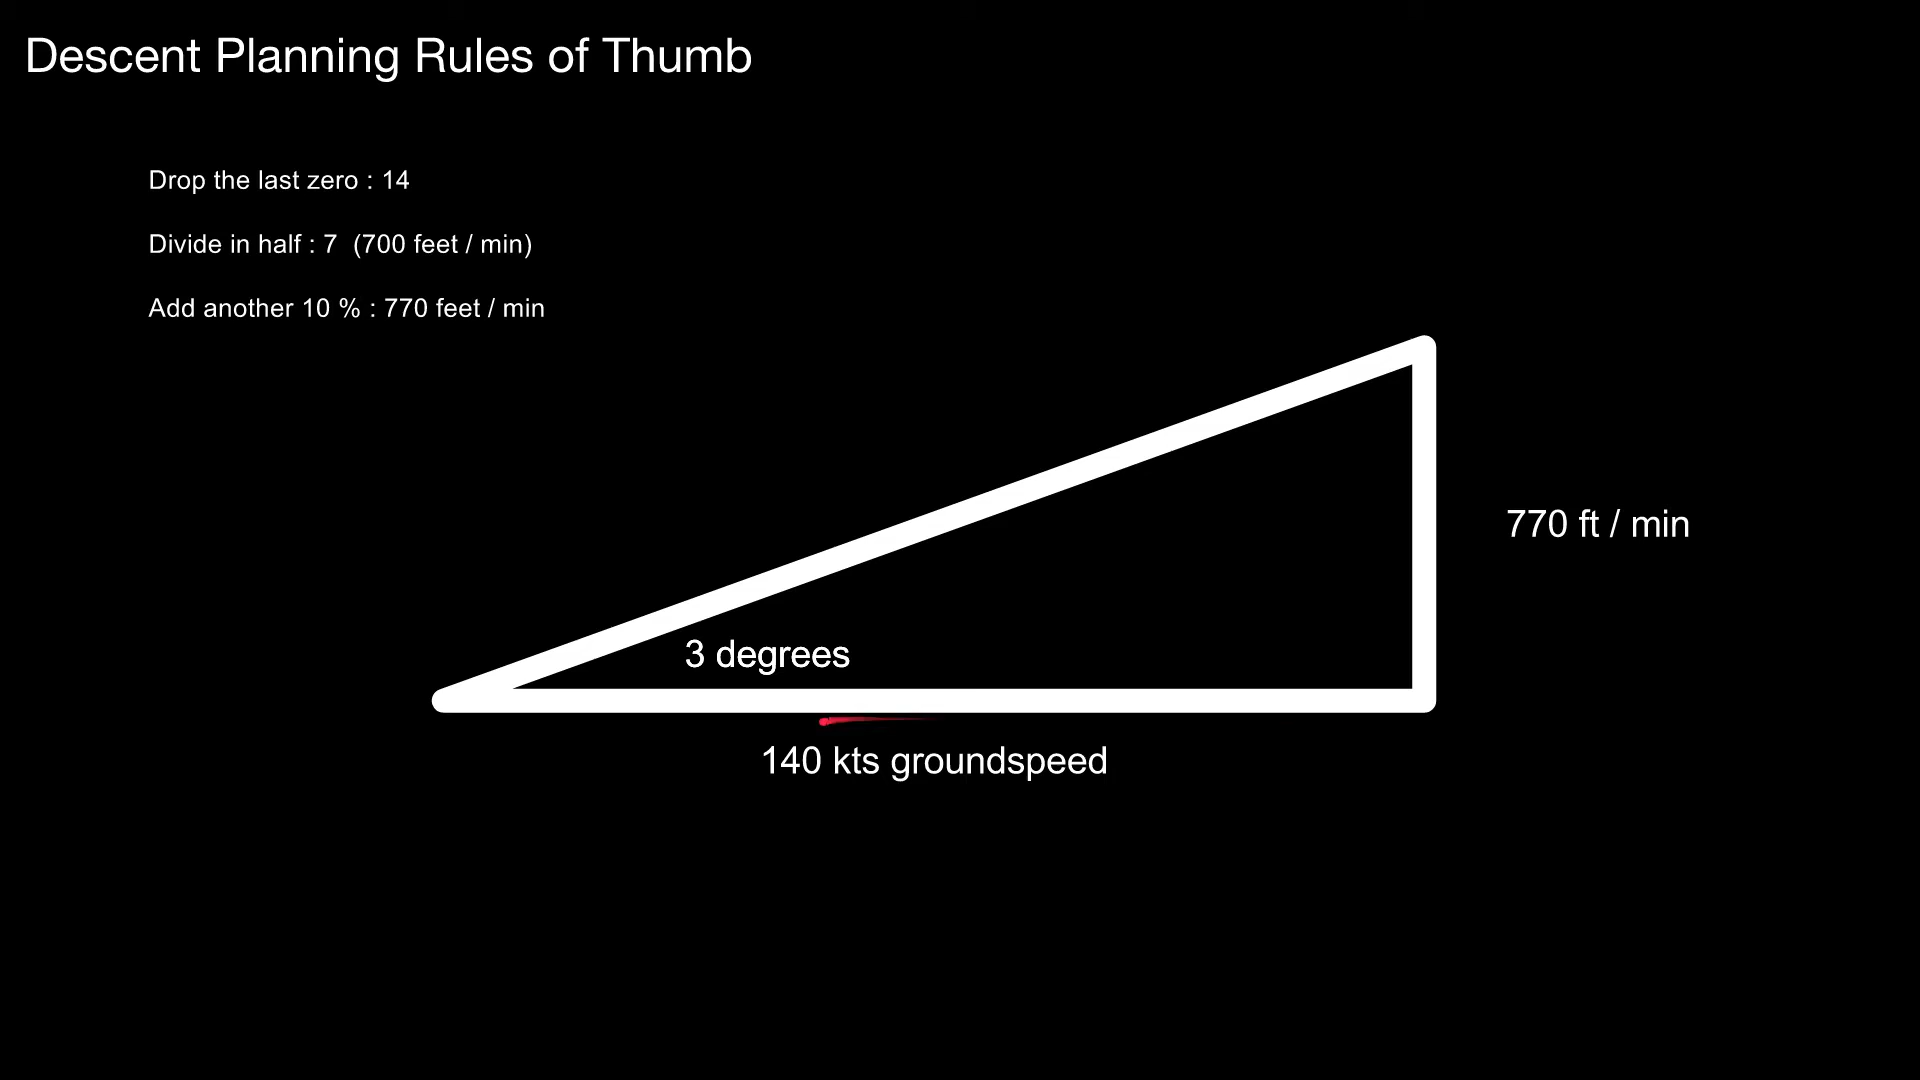 Descent Planning Rules of Thumb
Drop the last zero : 14
Divide in half : 7  (700 feet / min)
Add another 10 % : 770 feet / min
770 ft / min
3 degrees
140 kts groundspeed